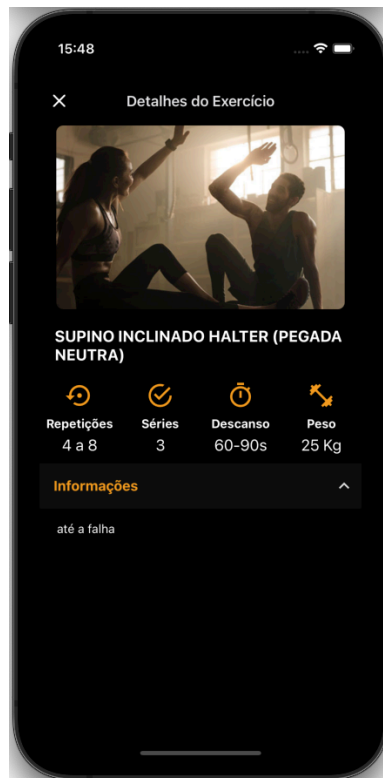 15:48
Detalhes do Exercício
SUPINO INCLINADO HALTER (PEGADA
NEUTRA)
Repetições Séries Descanso Peso
4 a 8 3 60-90s 25 Kg
Informações
até a falha